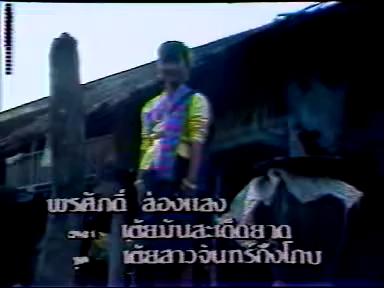 พรศักดิ์ ส่องแสง
เต้ยมันสะเด็ดยาด
เต้ยสาวจันทร์กั้งโกบ